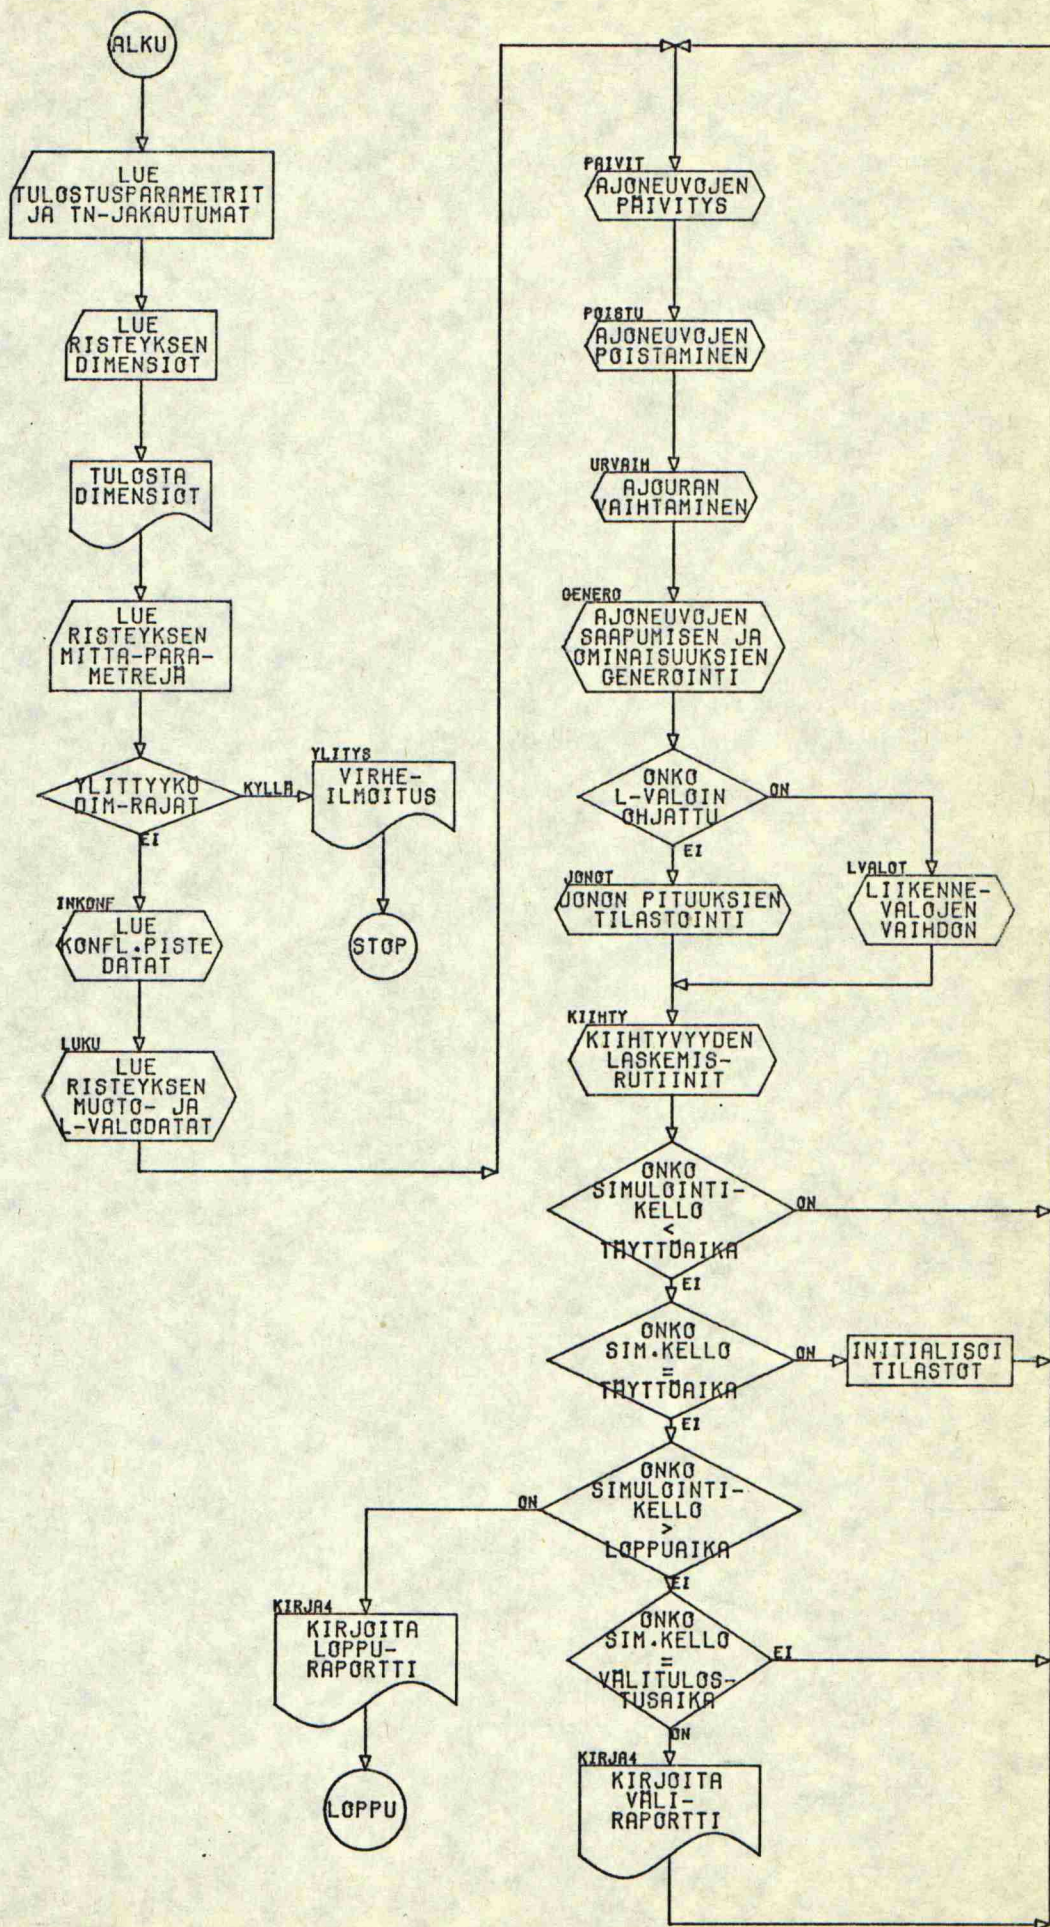 ALKU
LUE
TULOSTUSPARAMETRIT
JA TN-JAKAUTUMAT
LUE
RISTEYKSEN
DIMENSIOT
TULOSTA
DIMENSIOT
LUE
RISTEYKSEN
MITTA-PARA-
METREJÄ
YLITTYYKÖ
DIM-RAJAT
KYLLÄ
EI
YLITYS
VIRHE-
ILMOITUS
STOP
INKONF
LUE
KONFL.PISTE
DATAT
LUKU
LUE
RISTEYKSEN
MUOTO- JA
L-VALODATAT
PAIVIT
AJONEUVOJEN
PÄIVITYS
POISTU
AJONEUVOJEN
POISTAMINEN
URVAIH
AJOURAN
VAIHTAMINEN
GENERO
AJONEUVOJEN
SAAPUMISEN JA
OMINAISUUKSIEN
GENEROINTI
ONKO
L-VALOIN
OHJATTU
ON
EI
JONOT
JONON PITUUKSIEN
TILASTOINTI
LVALOT
LIIKENNE-
VALOJEN
VAIHDON
KIIHTY
KIIHTYVYYDEN
LASKEMIS-
RUTIINIT
ONKO
SIMULOINTI-
KELLO
<
TÄYTTÖAIKA
ON
EI
ONKO
SIM.KELLO
=
TÄYTTÖAIKA
ON
INITIALISOI
TILASTOT
EI
ONKO
SIMULOINTI-
KELLO
>
LOPPUAIKA
ON
EI
KIRJA4
KIRJOITA
LOPPU-
RAPORTTI
LOPPU
ONKO
SIM.KELLO
=
VÄLITULOS-
TUSAIKA
EI
ON
KIRJA4
KIRJOITA
VÄLI-
RAPORTTI